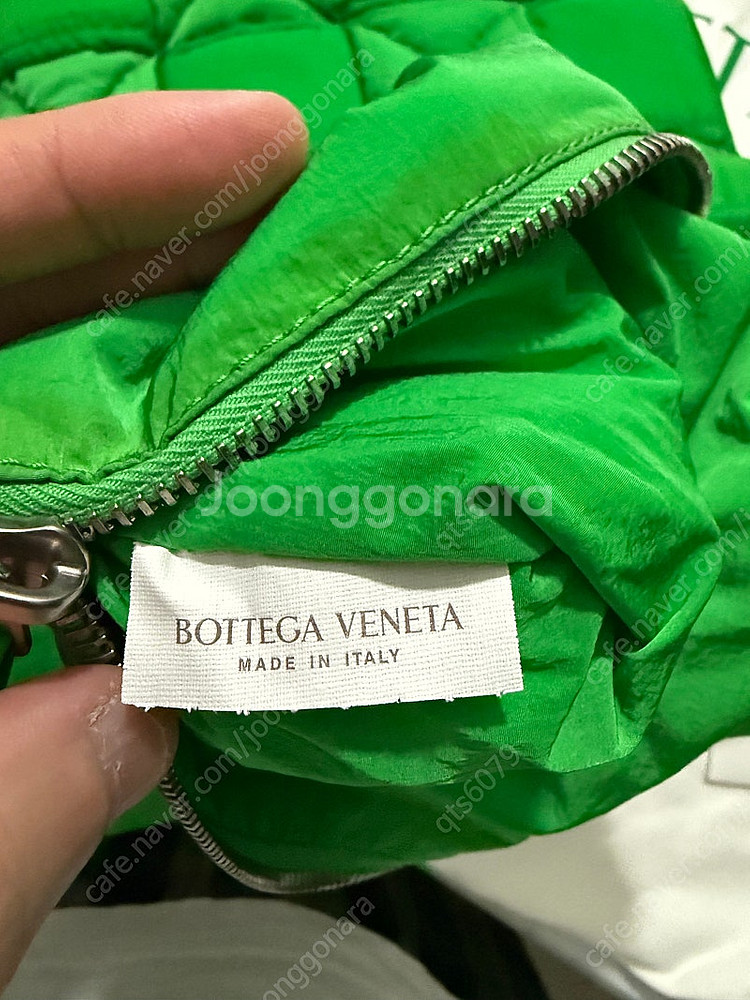 Joonggonara
BOTTEGA VENETA
MADE IN ITALY
cafe.naver.com/joonggonara
qts6079